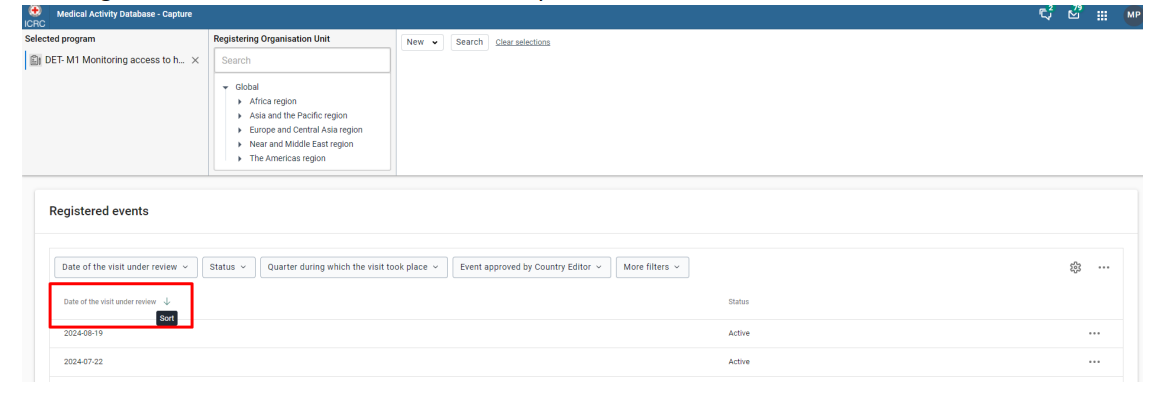 ICRC
Medical Activity Database - Capture
2
79
MP
Selected program
DET- M1 Monitoring access to h...
Registering Organisation Unit
Search
Global
Africa region
Asia and the Pacific region
Europe and Central Asia region
Near and Middle East region
The Americas region
New
Search
Clear selections
Registered events
Date of the visit under review
Status
Quarter during which the visit took place
Event approved by Country Editor
More filters
Date of the visit under review
Status
Sort
2024-08-19
Active
2024-07-22
Active